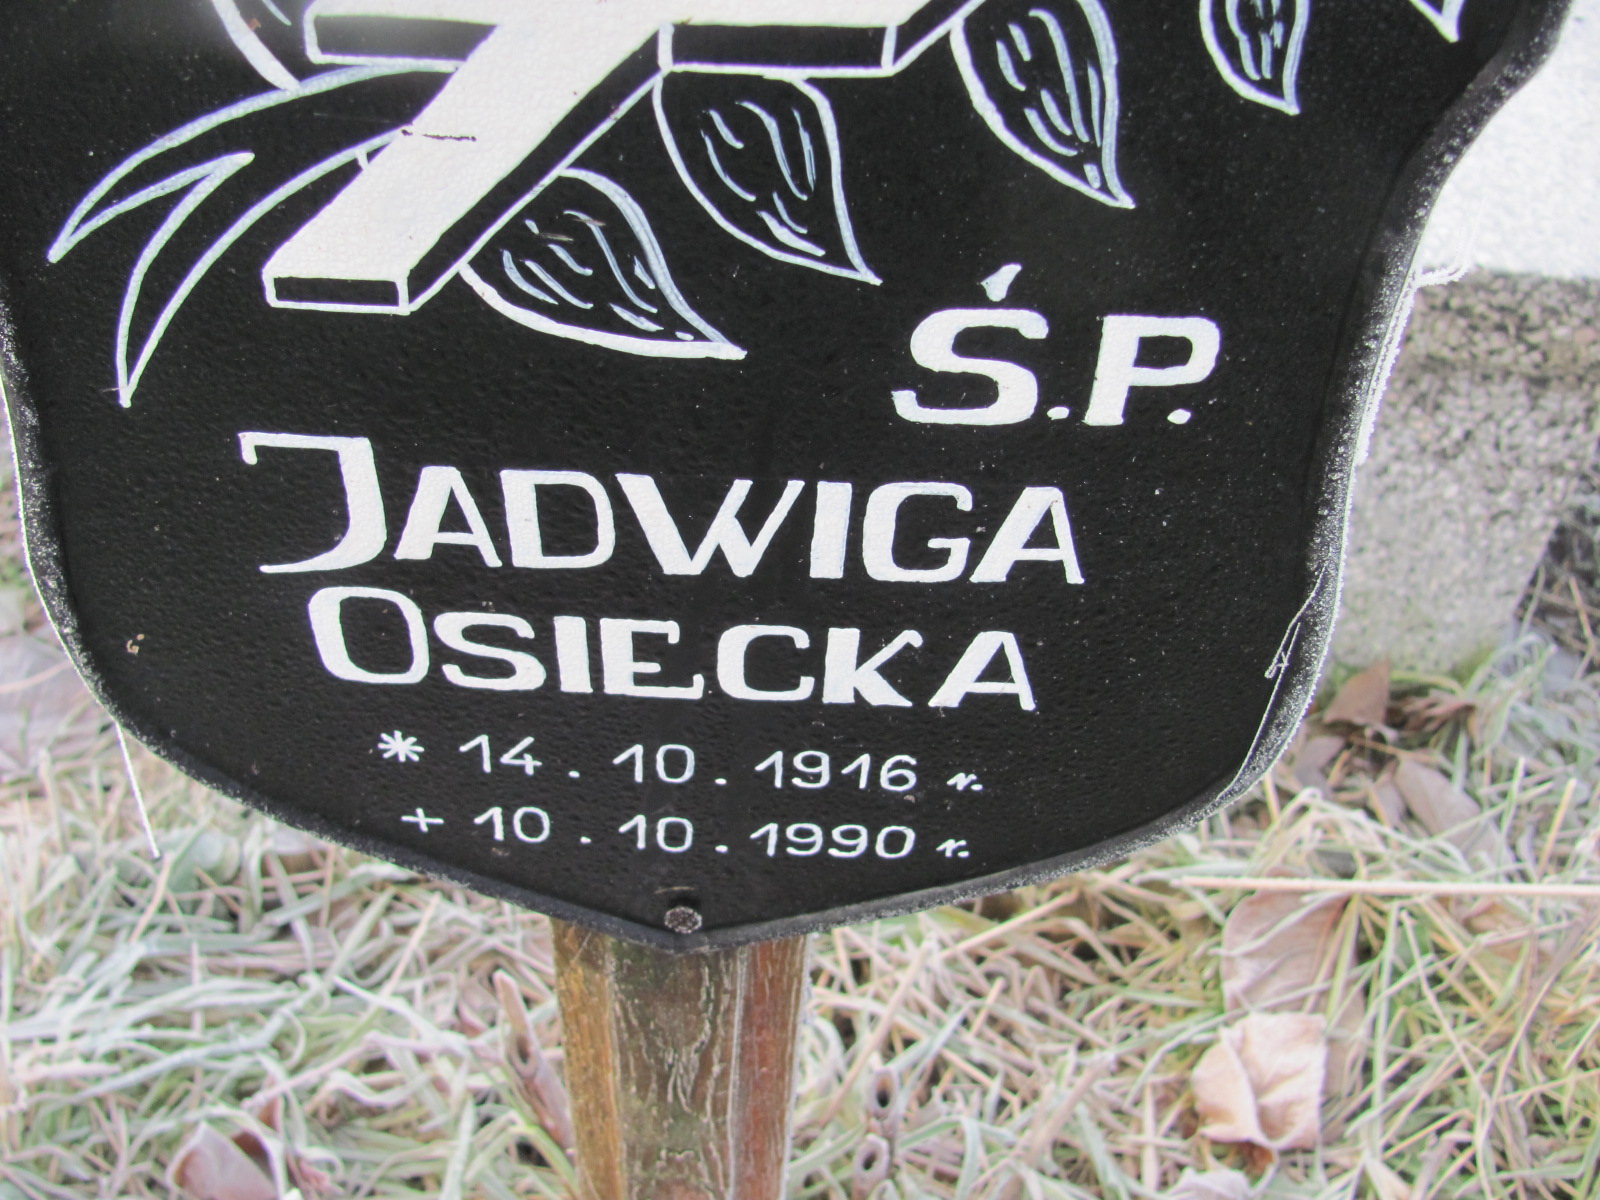 Ś.P.
JADWIGA
OSIECKA
* 14. 10. 1916 r.
+ 10. 10. 1990 r.